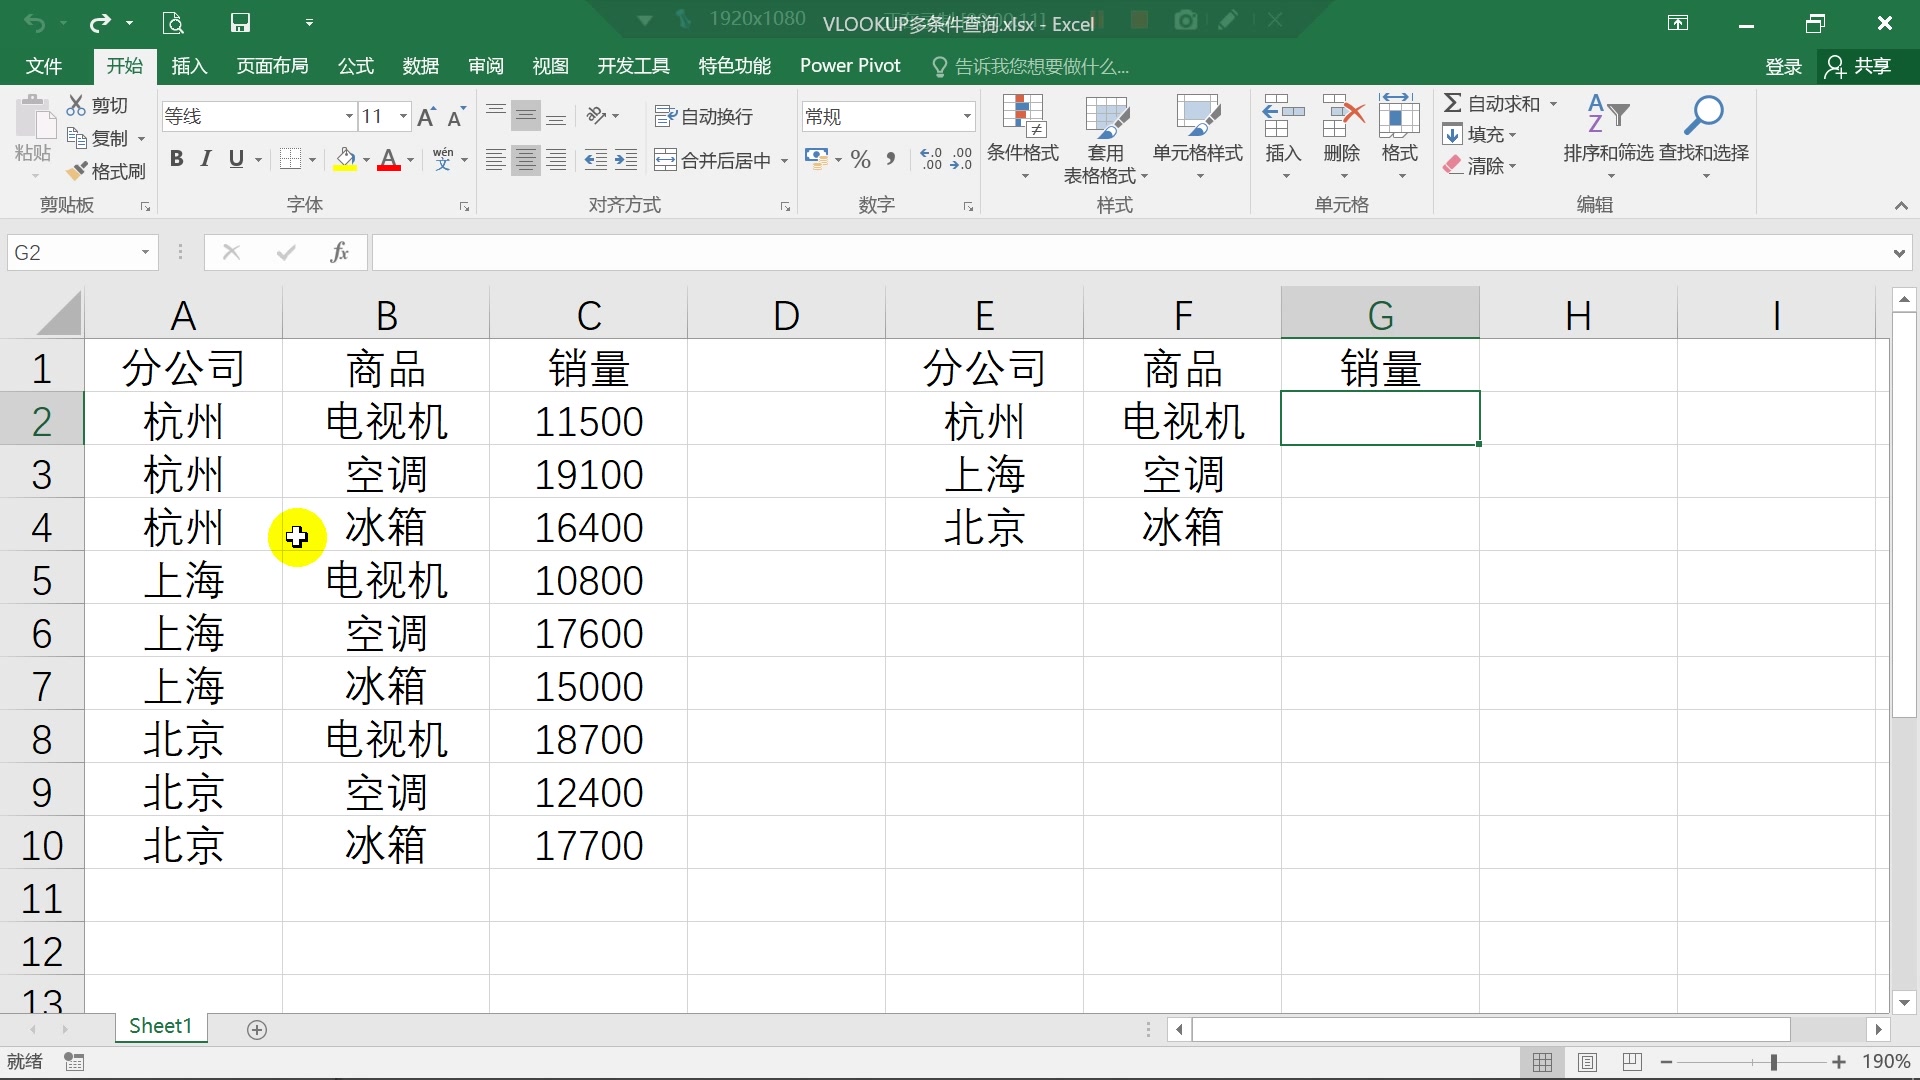 1920x1080
VLOOKUP多条件查询.xlsx - Excel
文件 开始 插入 页面布局 公式 数据 审阅 视图 开发工具 特色功能 Power Pivot 告诉我您想要做什么... 登录 共享
粘贴 剪切 复制 格式刷
等线 11
B I U A wén 文
自动换行
合并后居中
常规
% , .0 .00 .00 .0
条件格式 套用表格格式 单元格样式
插入 删除 格式
自动求和 填充 清除
排序和筛选 查找和选择
剪贴板 字体 对齐方式 数字 样式 单元格 编辑
G2 fx
A B C D E F G H I
1 分公司 商品 销量 分公司 商品 销量
2 杭州 电视机 11500 杭州 电视机
3 杭州 空调 19100 上海 空调
4 杭州 冰箱 16400 北京 冰箱
5 上海 电视机 10800
6 上海 空调 17600
7 上海 冰箱 15000
8 北京 电视机 18700
9 北京 空调 12400
10 北京 冰箱 17700
11
12
13
Sheet1
就绪 190%